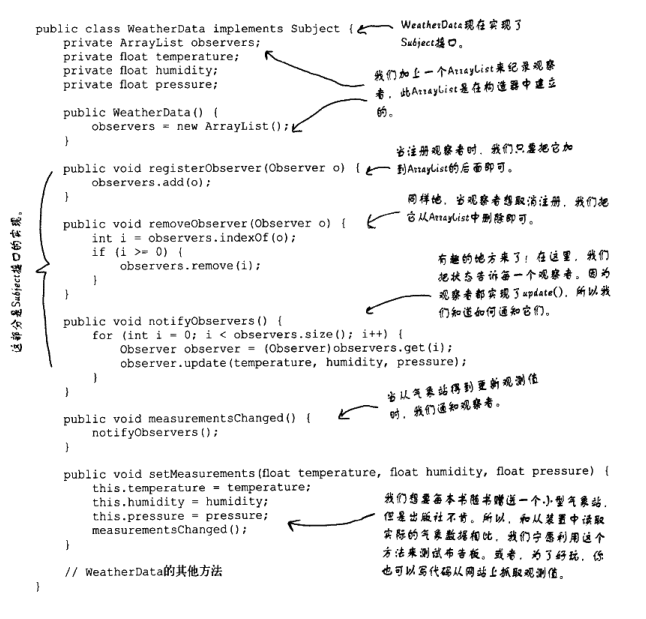 public class WeatherData implements Subject {
WeatherData现在实现了
Subject接口。
private ArrayList observers;
private float temperature;
private float humidity;
private float pressure;
我们加上一个ArrayList来纪录观察
者，此ArrayList是在构造器中建立
的。
public WeatherData() {
observers = new ArrayList();
}
当注册观察者时，我们只要把它加
到ArrayList的后面即可。
public void registerObserver(Observer o) {
observers.add(o);
}
同样地，当观察者想取消注册，我们把
它从ArrayList中删除即可。
public void removeObserver(Observer o) {
int i = observers.indexOf(o);
if (i >= 0) {
observers.remove(i);
}
}
有趣的地方来了！在这里，我们
把状态告诉每一个观察者。因为
观察者都实现了update()，所以我
们知道如何通知它们。
public void notifyObservers() {
for (int i = 0; i < observers.size(); i++) {
Observer observer = (Observer)observers.get(i);
observer.update(temperature, humidity, pressure);
}
}
这部分是Subject接口的实现。
当从气象站得到更新观测值
时，我们通知观察者。
public void measurementsChanged() {
notifyObservers();
}
public void setMeasurements(float temperature, float humidity, float pressure) {
this.temperature = temperature;
this.humidity = humidity;
this.pressure = pressure;
measurementsChanged();
}
我们想要每本书随书赠送一个小型气象站，
但是出版社不肯。所以，和从装置中读取
实际的气象数据相比，我们宁愿利用这个
方法来测试布告板。或者，为了好玩，你
也可以写代码从网站上抓取观测值。
// WeatherData的其他方法
}